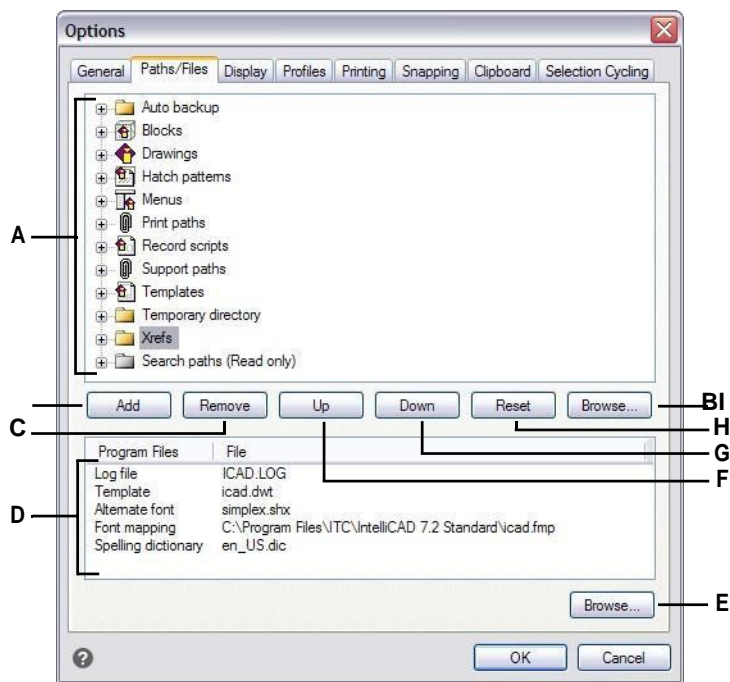 Options
General Paths/Files Display Profiles Printing Snapping Clipboard Selection Cycling
Auto backup
Blocks
Drawings
Hatch patterns
Menus
Print paths
A
Record scripts
Support paths
Templates
Temporary directory
Xrefs
Search paths (Read only)
Add Remove Up Down Reset Browse... BI
C H
Program Files File G
Log file ICAD.LOG F
Template icad.dwt
D Alternate font simplex.shx
Font mapping C:\Program Files\ITC\IntelliCAD 7.2 Standard\icad.fmp
Spelling dictionary en_US.dic
Browse... E
? OK Cancel